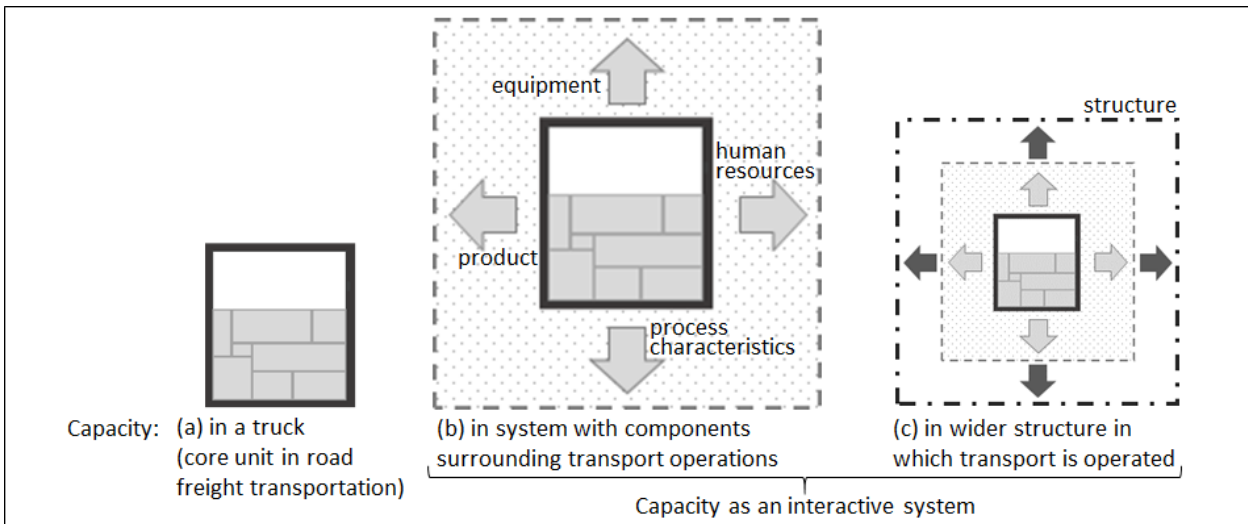 structure
equipment
human
resources
product
process
characteristics
Capacity:
(a) in a truck
(core unit in road
freight transportation)
(b) in system with components
surrounding transport operations
(c) in wider structure in
which transport is operated
Capacity as an interactive system